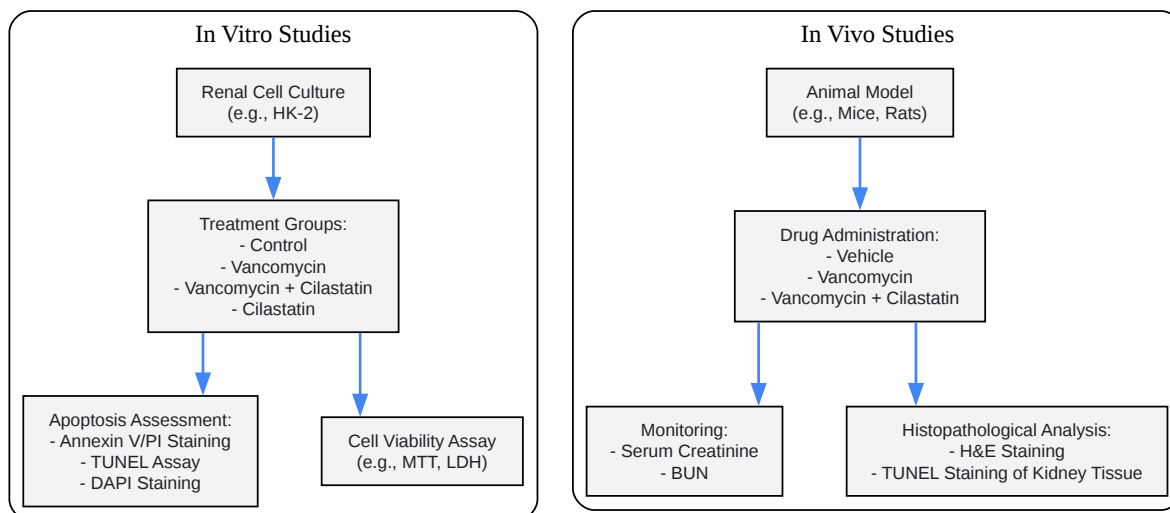 In Vitro Studies
Renal Cell Culture
(e.g., HK-2)
Treatment Groups:
- Control
- Vancomycin
- Vancomycin + Cilastatin
- Cilastatin
Apoptosis Assessment:
- Annexin V/PI Staining
- TUNEL Assay
- DAPI Staining
Cell Viability Assay
(e.g., MTT, LDH)
In Vivo Studies
Animal Model
(e.g., Mice, Rats)
Drug Administration:
- Vehicle
- Vancomycin
- Vancomycin + Cilastatin
Monitoring:
- Serum Creatinine
- BUN
Histopathological Analysis:
- H&E Staining
- TUNEL Staining of Kidney Tissue